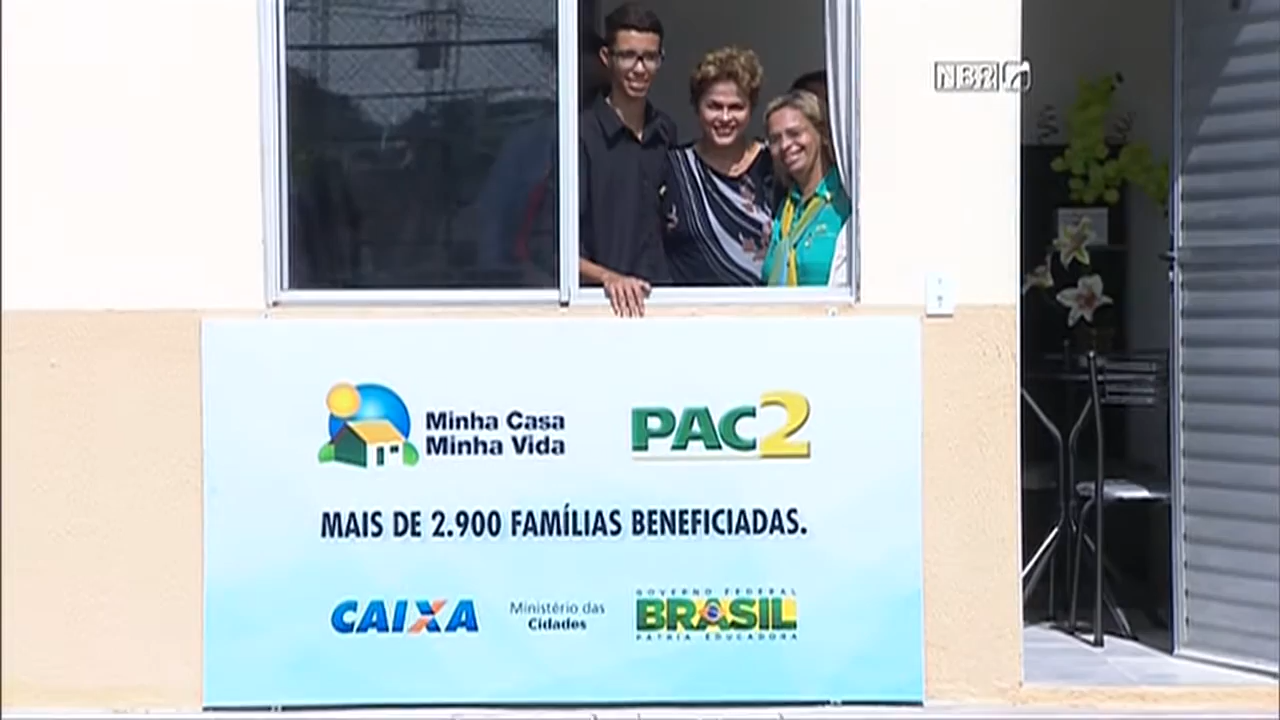 NBR
Minha Casa
Minha Vida
PAC2
MAIS DE 2.900 FAMÍLIAS BENEFICIADAS.
CAIXA
Ministério das
Cidades
GOVERNO FEDERAL
BRASIL
PÁTRIA EDUCADORA